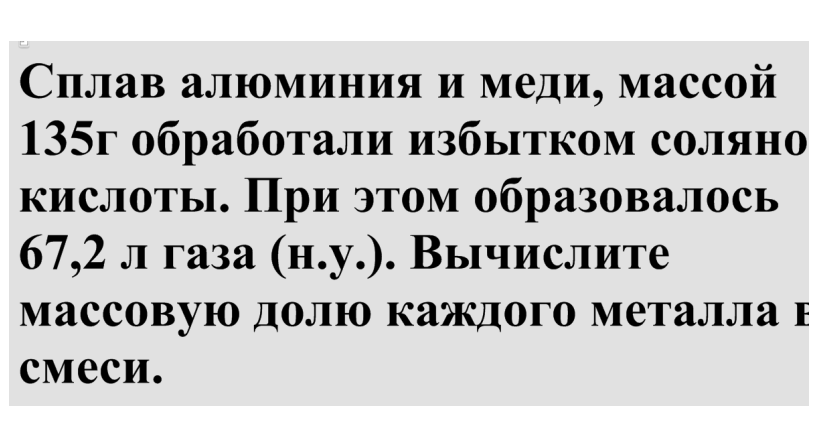 Сплав алюминия и меди, массой
135г обработали избытком соляно
кислоты. При этом образовалось
67,2 л газа (н.у.). Вычислите
массовую долю каждого металла в
смеси.